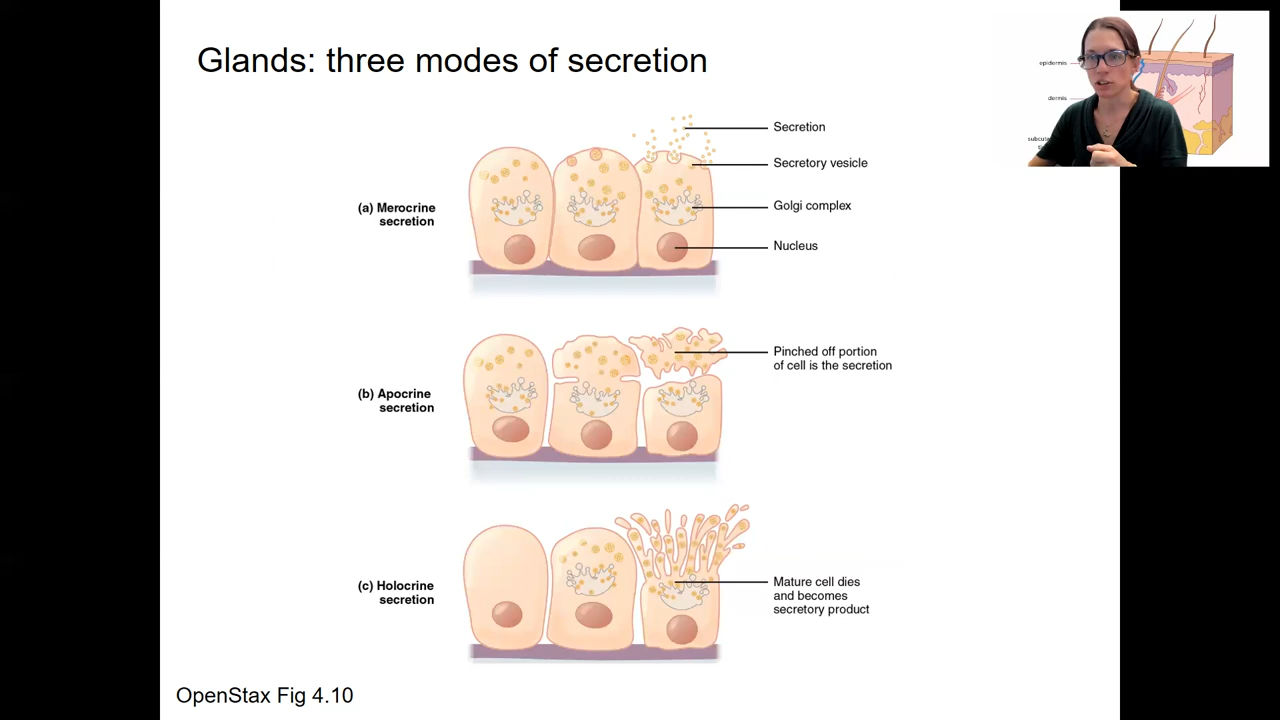 Glands: three modes of secretion
epidermis
dermis
Secretion
Secretory vesicle
(a) Merocrine
secretion
Golgi complex
Nucleus
Pinched off portion
of cell is the secretion
(b) Apocrine
secretion
(c) Holocrine
secretion
Mature cell dies
and becomes
secretory product
OpenStax Fig 4.10